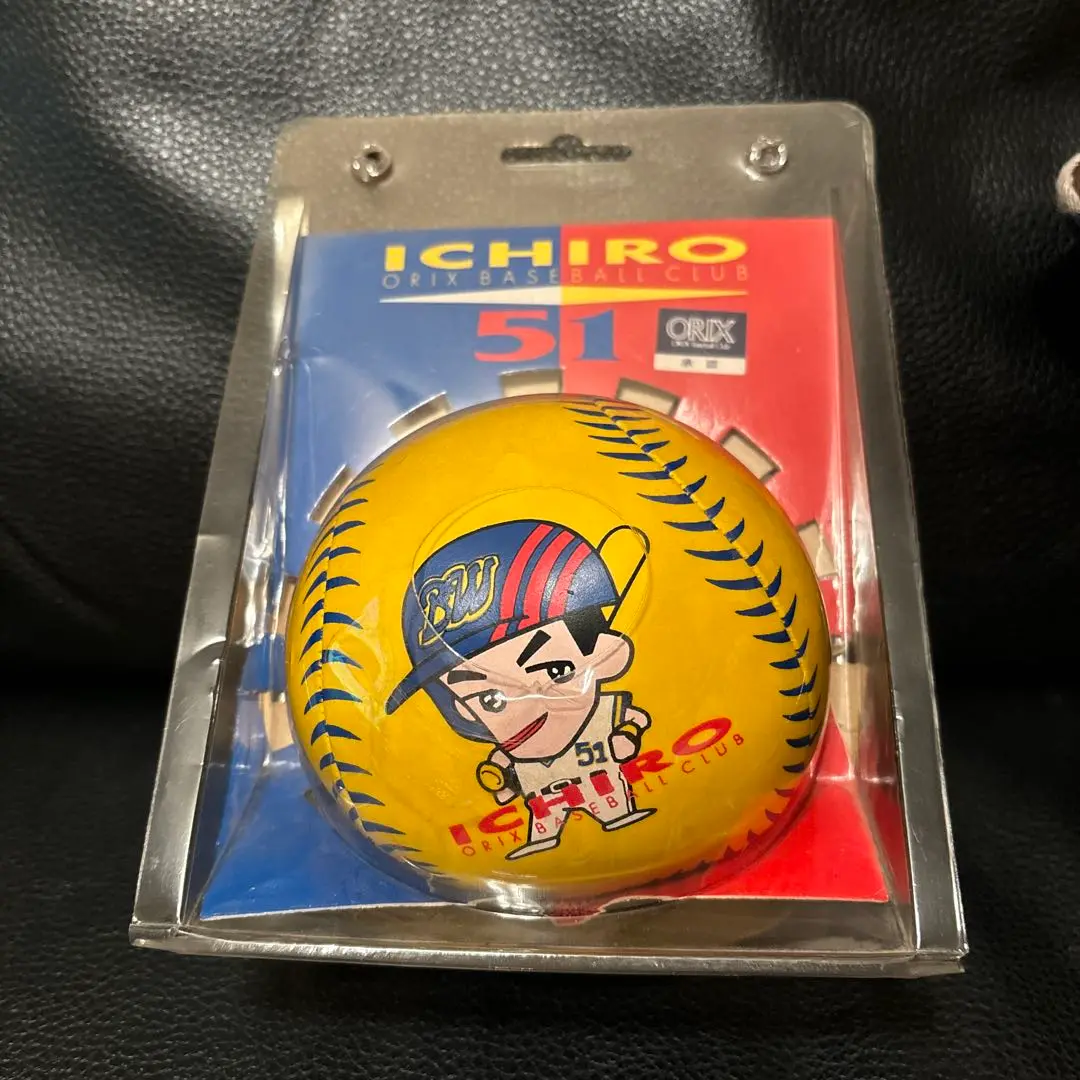 ICHIRO
ORIX BASEBALL CLUB
51
ORIX
承認
BW
51
ICHIRO
ORIX BASEBALL CLUB